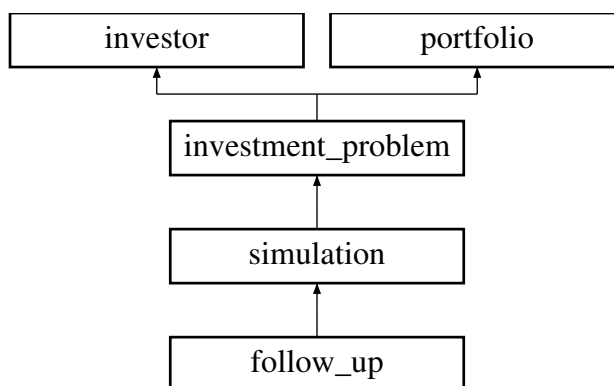 investor
portfolio
investment_problem
simulation
follow_up